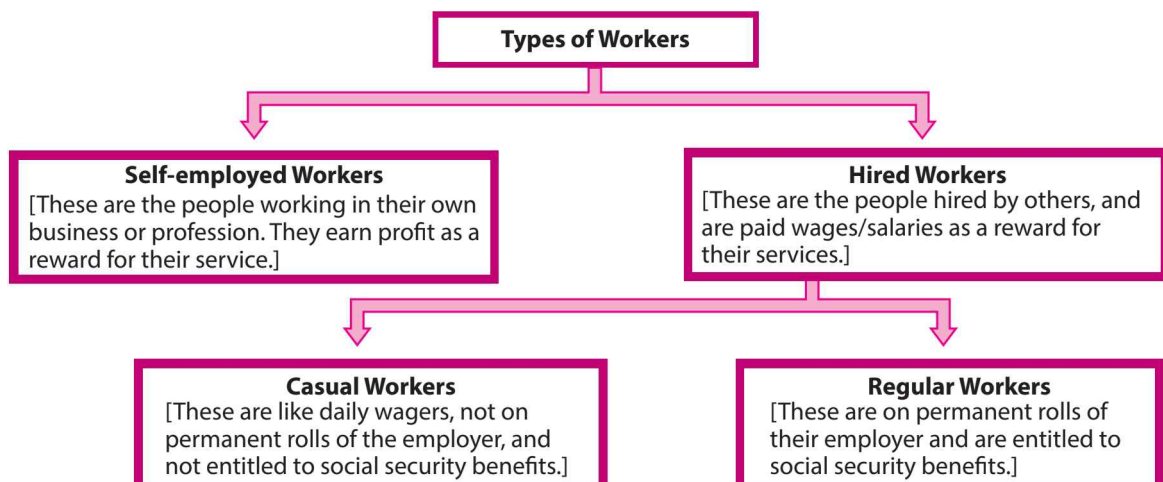 Types of Workers
Self-employed Workers
[These are the people working in their own
business or profession. They earn profit as a
reward for their service.]
Hired Workers
[These are the people hired by others, and
are paid wages/salaries as a reward for
their services.]
Casual Workers
[These are like daily wagers, not on
permanent rolls of the employer, and
not entitled to social security benefits.]
Regular Workers
[These are on permanent rolls of
their employer and are entitled to
social security benefits.]